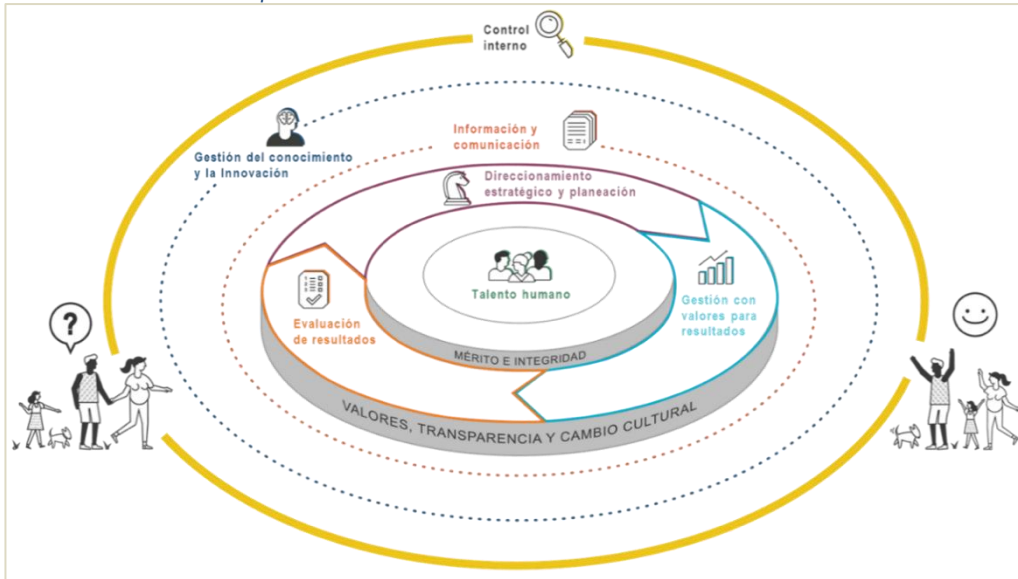 Control
interno
Información y
comunicación
Gestión del conocimiento
y la Innovación
Direccionamiento
estratégico y planeación
Talento humano
Gestión con
valores para
resultados
Evaluación
de resultados
MÉRITO E INTEGRIDAD
VALORES, TRANSPARENCIA Y CAMBIO CULTURAL
?